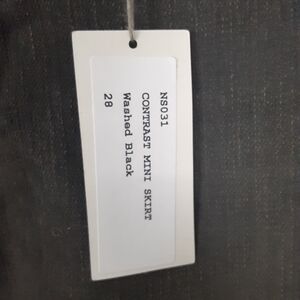 NS031
CONTRAST MINI SKIRT
Washed Black
28